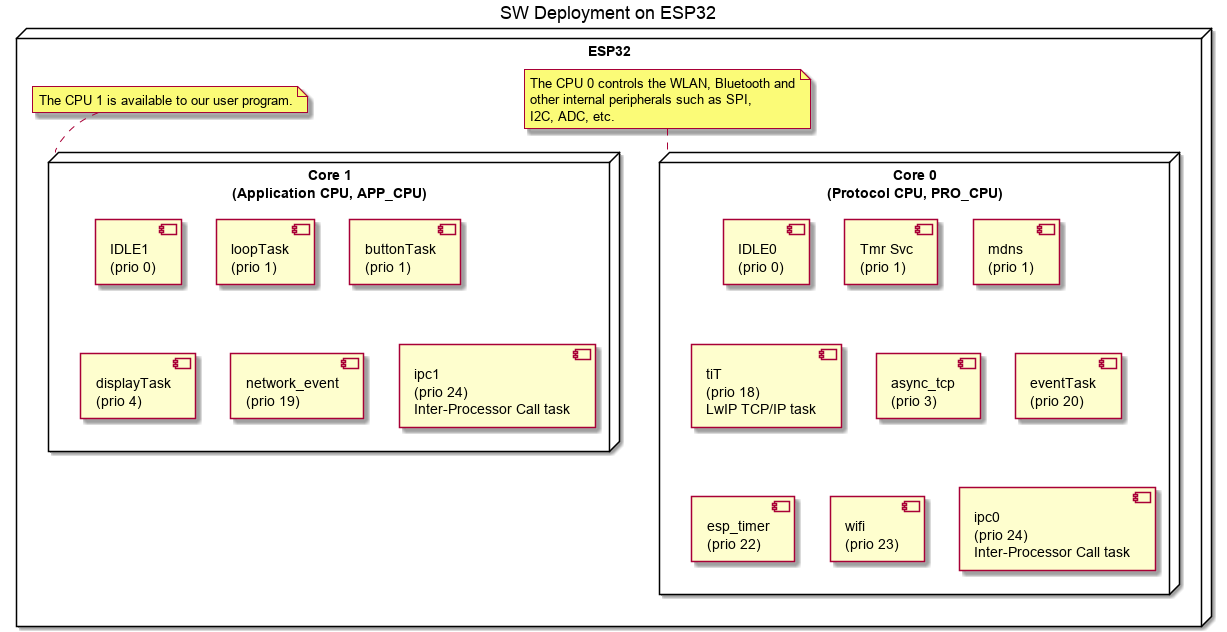 SW Deployment on ESP32
ESP32
The CPU 1 is available to our user program.
The CPU 0 controls the WLAN, Bluetooth and
other internal peripherals such as SPI,
I2C, ADC, etc.
Core 1
(Application CPU, APP_CPU)
IDLE1
(prio 0)
loopTask
(prio 1)
buttonTask
(prio 1)
displayTask
(prio 4)
network_event
(prio 19)
ipc1
(prio 24)
Inter-Processor Call task
Core 0
(Protocol CPU, PRO_CPU)
IDLE0
(prio 0)
Tmr Svc
(prio 1)
mdns
(prio 1)
tiT
(prio 18)
LwIP TCP/IP task
async_tcp
(prio 3)
eventTask
(prio 20)
esp_timer
(prio 22)
wifi
(prio 23)
ipc0
(prio 24)
Inter-Processor Call task